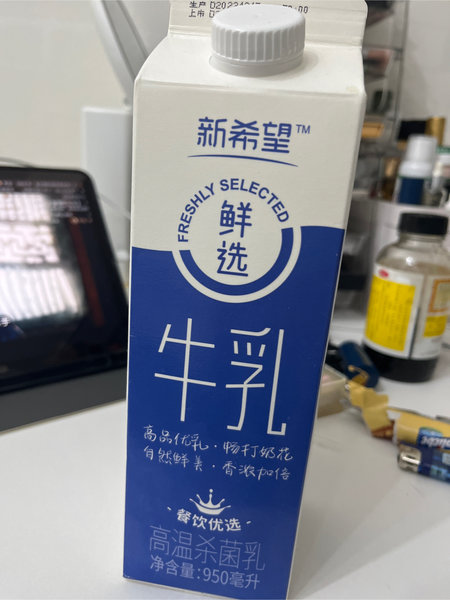 新希望™
FRESHLY SELECTED
鲜
选
牛乳
高品优乳·畅打奶花
自然鲜美·香浓加倍
·餐饮优选·
高温杀菌乳
净含量:950毫升